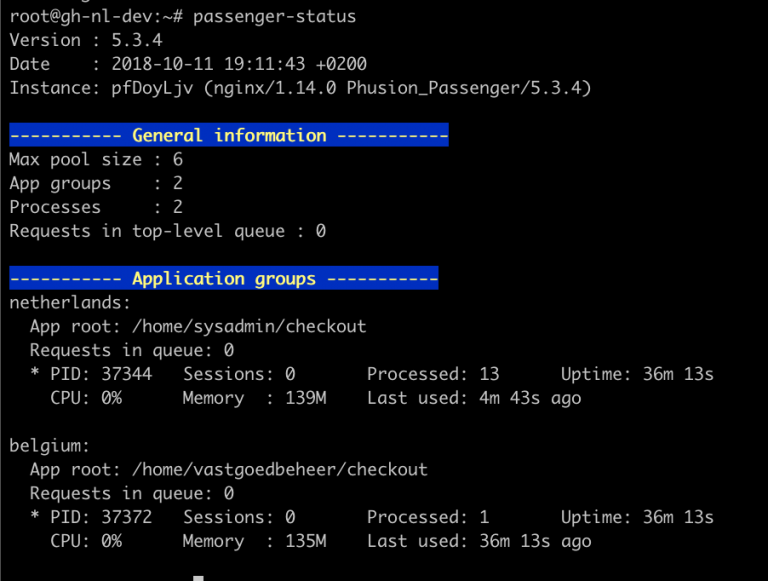 root@gh-nl-dev:~# passenger-status
Version : 5.3.4
Date    : 2018-10-11 19:11:43 +0200
Instance: pfDoyLjv (nginx/1.14.0 Phusion_Passenger/5.3.4)

----------- General information -----------
Max pool size : 6
App groups    : 2
Processes     : 2
Requests in top-level queue : 0

----------- Application groups -----------
netherlands:
  App root: /home/sysadmin/checkout
  Requests in queue: 0
  * PID: 37344   Sessions: 0       Processed: 13      Uptime: 36m 13s
    CPU: 0%      Memory  : 139M    Last used: 4m 43s ago

belgium:
  App root: /home/vastgoedbeheer/checkout
  Requests in queue: 0
  * PID: 37372   Sessions: 0       Processed: 1       Uptime: 36m 13s
    CPU: 0%      Memory  : 135M    Last used: 36m 13s ago